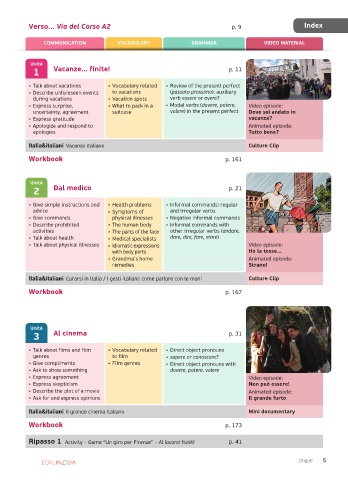 Verso... Via del Corso A2 p. 9 Index
COMMUNICATION VOCABULARY GRAMMAR VIDEO MATERIAL
Unità
1 Vacanze... finite! p. 11
• Talk about vacations
• Describe unforeseen events
during vacations
• Express surprise,
uncertainty, agreement
• Express gratitude
• Apologize and respond to
apologies
• Vocabulary related
to vacations
• Vacation spots
• What to pack in a
suitcase
• Review of the present perfect
(passato prossimo): auxiliary
verb essere or avere?
• Modal verbs (dovere, potere,
volere) in the present perfect
Video episode:
Dove sei andato in
vacanza?
Animated episode:
Tutto bene?
Italia&italiani Vacanze italiane Culture Clip
Workbook p. 161
Unità
2 Dal medico p. 21
• Give simple instructions and
advice
• Give commands
• Describe prohibited
activities
• Talk about health
• Talk about physical illnesses
• Health problems
• Symptoms of
physical illnesses
• The human body
• The parts of the face
• Medical specialists
• Idiomatic expressions
with body parts
• Grandma's home
remedies
• Informal commands: regular
and irregular verbs
• Negative informal commands
• Informal commands with
other irregular verbs (andare,
dare, dire, fare, stare)
Video episode:
Ho la tosse...
Animated episode:
Strano!
Italia&italiani Curarsi in Italia / I gesti italiani: come parlare con le mani Culture Clip
Workbook p. 167
Unità
3 Al cinema p. 31
• Talk about films and film
genres
• Give compliments
• Ask to show something
• Express agreement
• Express skepticism
• Describe the plot of a movie
• Ask for and express opinions
• Vocabulary related
to film
• Film genres
• Direct object pronouns
• sapere or conoscere?
• Direct object pronouns with
dovere, potere, volere
Video episode:
Non può essere!
Animated episode:
Il grande furto
Italia&italiani Il grande cinema italiano Mini documentary
Workbook p. 173
Ripasso 1 Activity – Game "Un giro per Firenze" – Al lavoro! p. 41
EDILINGUA
cinque 5